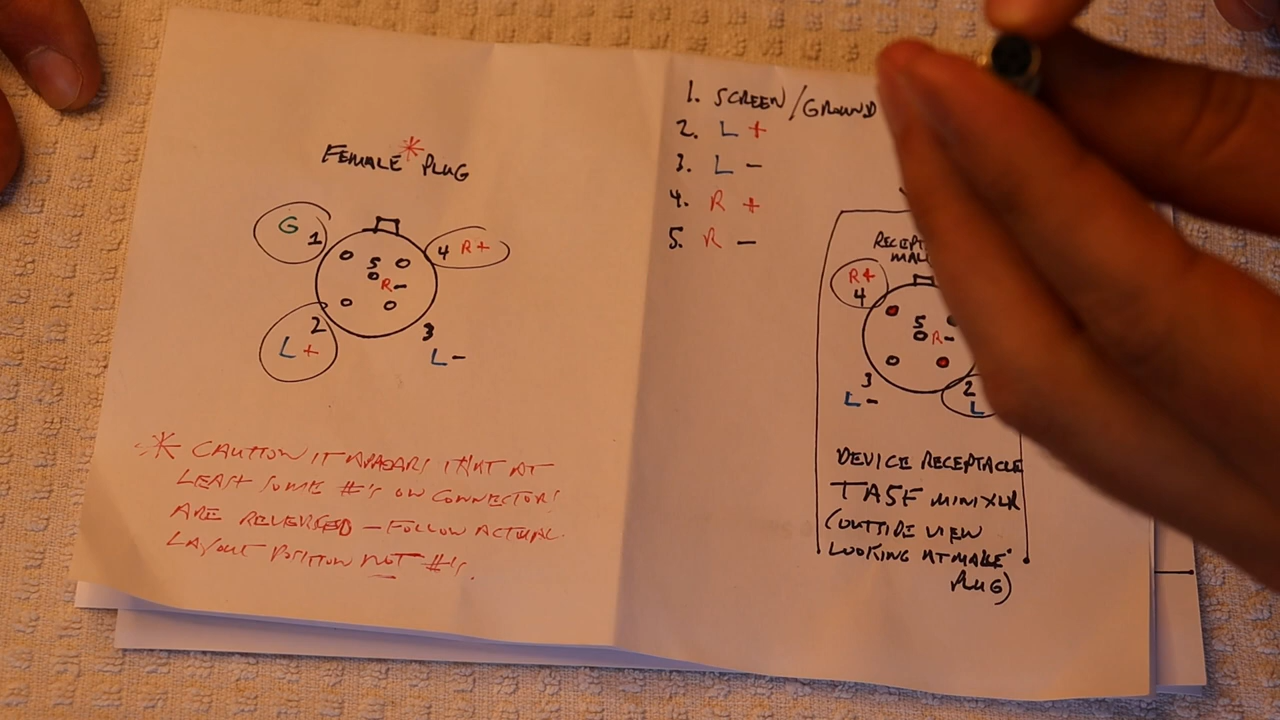 FEMALE* PLUG
G
1
4 R+
5
R-
2
L +
3
L -
* CAUTION IT APPEARS THAT AT
LEAST SOME #'S ON CONNECTORS
ARE REVERSED - FOLLOW ACTUAL
LAYOUT POSITION NOT #'S.
1. SCREEN/GROUND
2. L +
3. L -
4. R +
5. R -
R+
4
5
R-
3
L -
2
L
DEVICE RECEPTACLE
TA5F MINIXLR
(OUTSIDE VIEW
LOOKING AT MALE
PLUG)